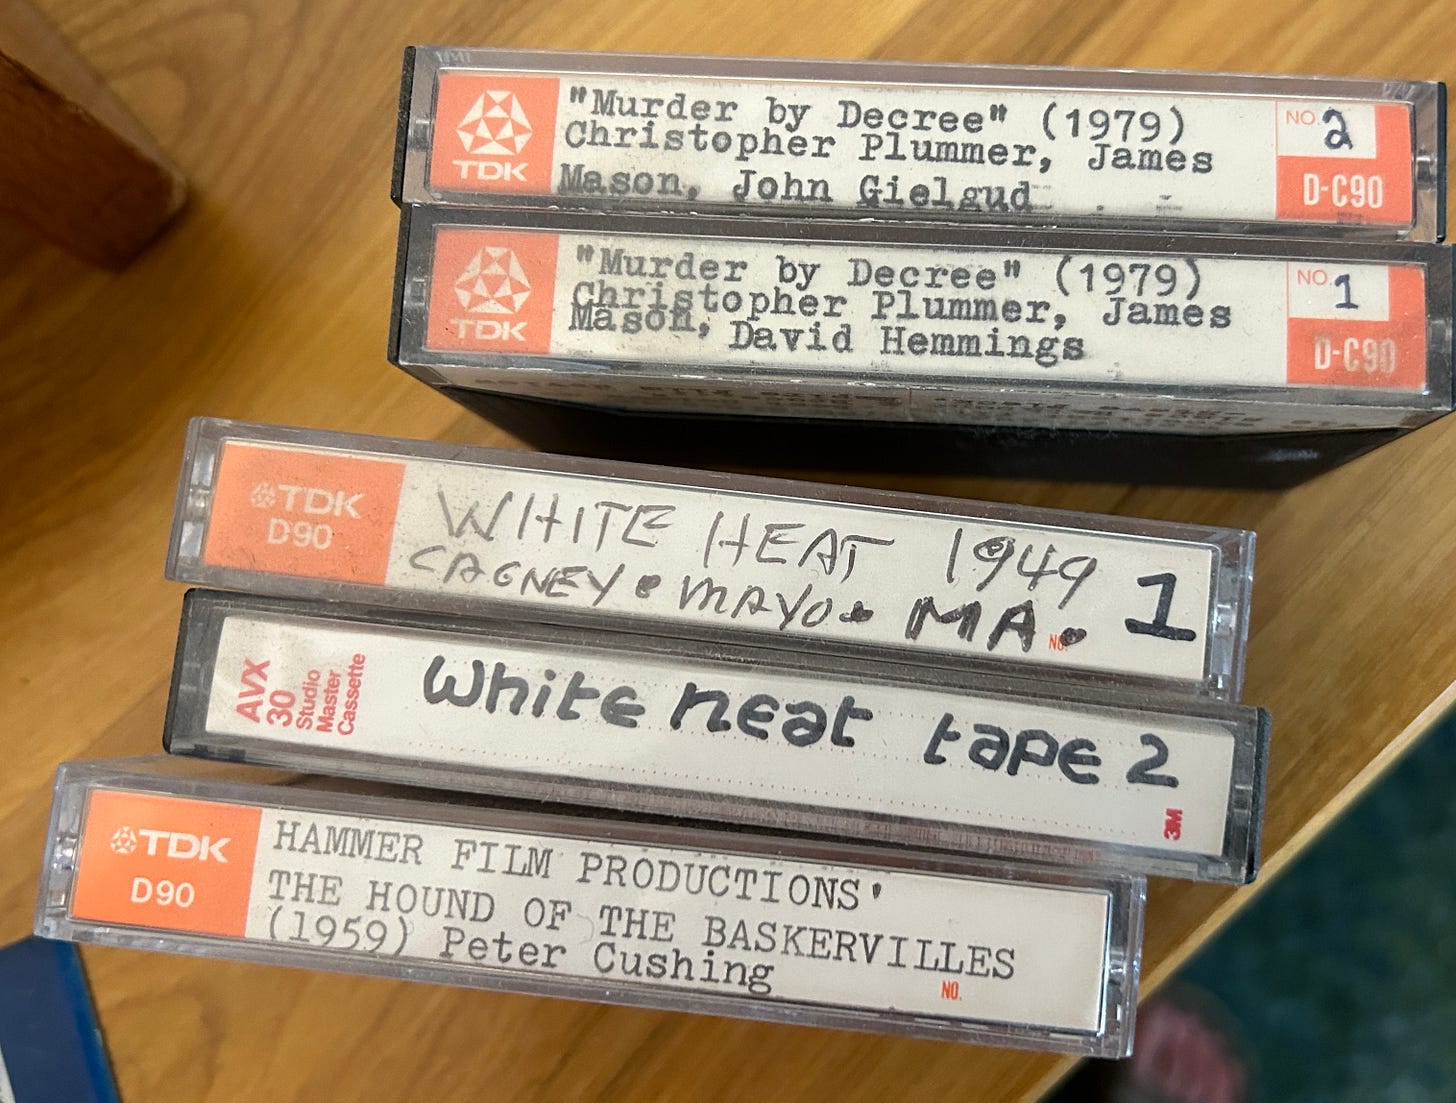 TDK
"Murder by Decree" (1979)
Christopher Plummer, James
Mason, John Gielgud
NO. 2
D-C90
TDK
"Murder by Decree" (1979)
Christopher Plummer, James
Mason, David Hemmings
NO. 1
D-C90
TDK
D90
WHITE HEAT 1949
CAGNEY • MAYO • MA •
1
NO.
AVX
30
Studio
Master
Cassette
White neat tape 2
3M
TDK
D90
HAMMER FILM PRODUCTIONS'
THE HOUND OF THE BASKERVILLES
(1959) Peter Cushing
NO.